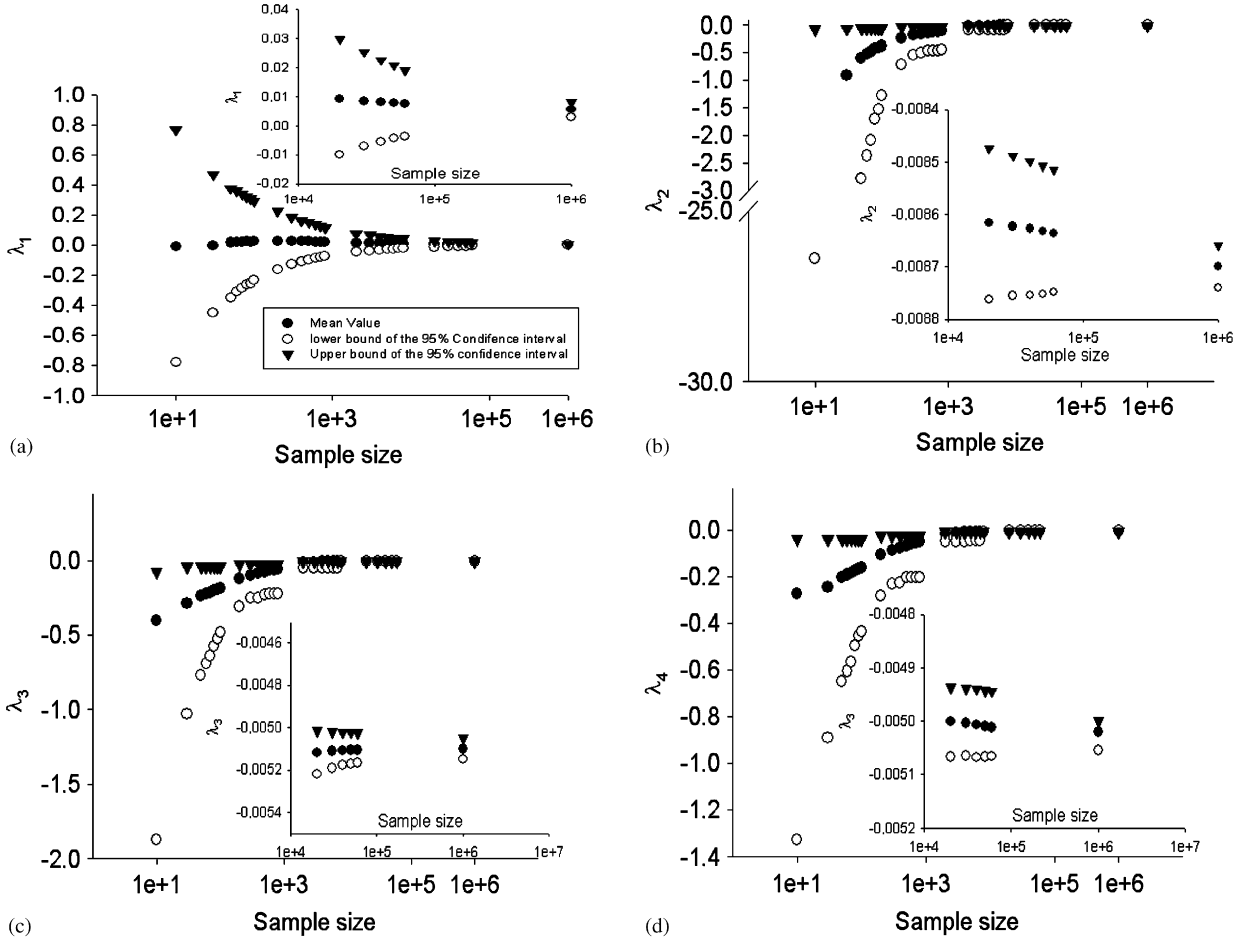 0.04
0.03
0.02
0.01
0.00
-0.01
-0.02
λ1
Sample size
1e+4
1e+5
1e+6
1.0
0.8
0.6
0.4
0.2
0.0
-0.2
-0.4
-0.6
-0.8
-1.0
λ1
Mean Value
lower bound of the 95% Condifence interval
Upper bound of the 95% confidence interval
1e+1
1e+3
1e+5
1e+6
Sample size
(a)
0.0
-0.5
-1.0
-1.5
-2.0
-2.5
-3.0
-25.0
-30.0
λ2
-0.0084
-0.0085
-0.0086
-0.0087
-0.0088
λ2
1e+4
1e+5
1e+6
Sample size
1e+1
1e+3
1e+5
1e+6
Sample size
(b)
0.0
-0.5
-1.0
-1.5
-2.0
λ3
-0.0046
-0.0048
-0.0050
-0.0052
-0.0054
λ3
Sample size
1e+4
1e+5
1e+6
1e+7
1e+1
1e+3
1e+5
1e+6
Sample size
(c)
0.0
-0.2
-0.4
-0.6
-0.8
-1.0
-1.2
-1.4
λ4
-0.0048
-0.0049
-0.0050
-0.0051
-0.0052
λ3
Sample size
1e+4
1e+5
1e+6
1e+7
1e+1
1e+3
1e+5
1e+6
Sample size
(d)